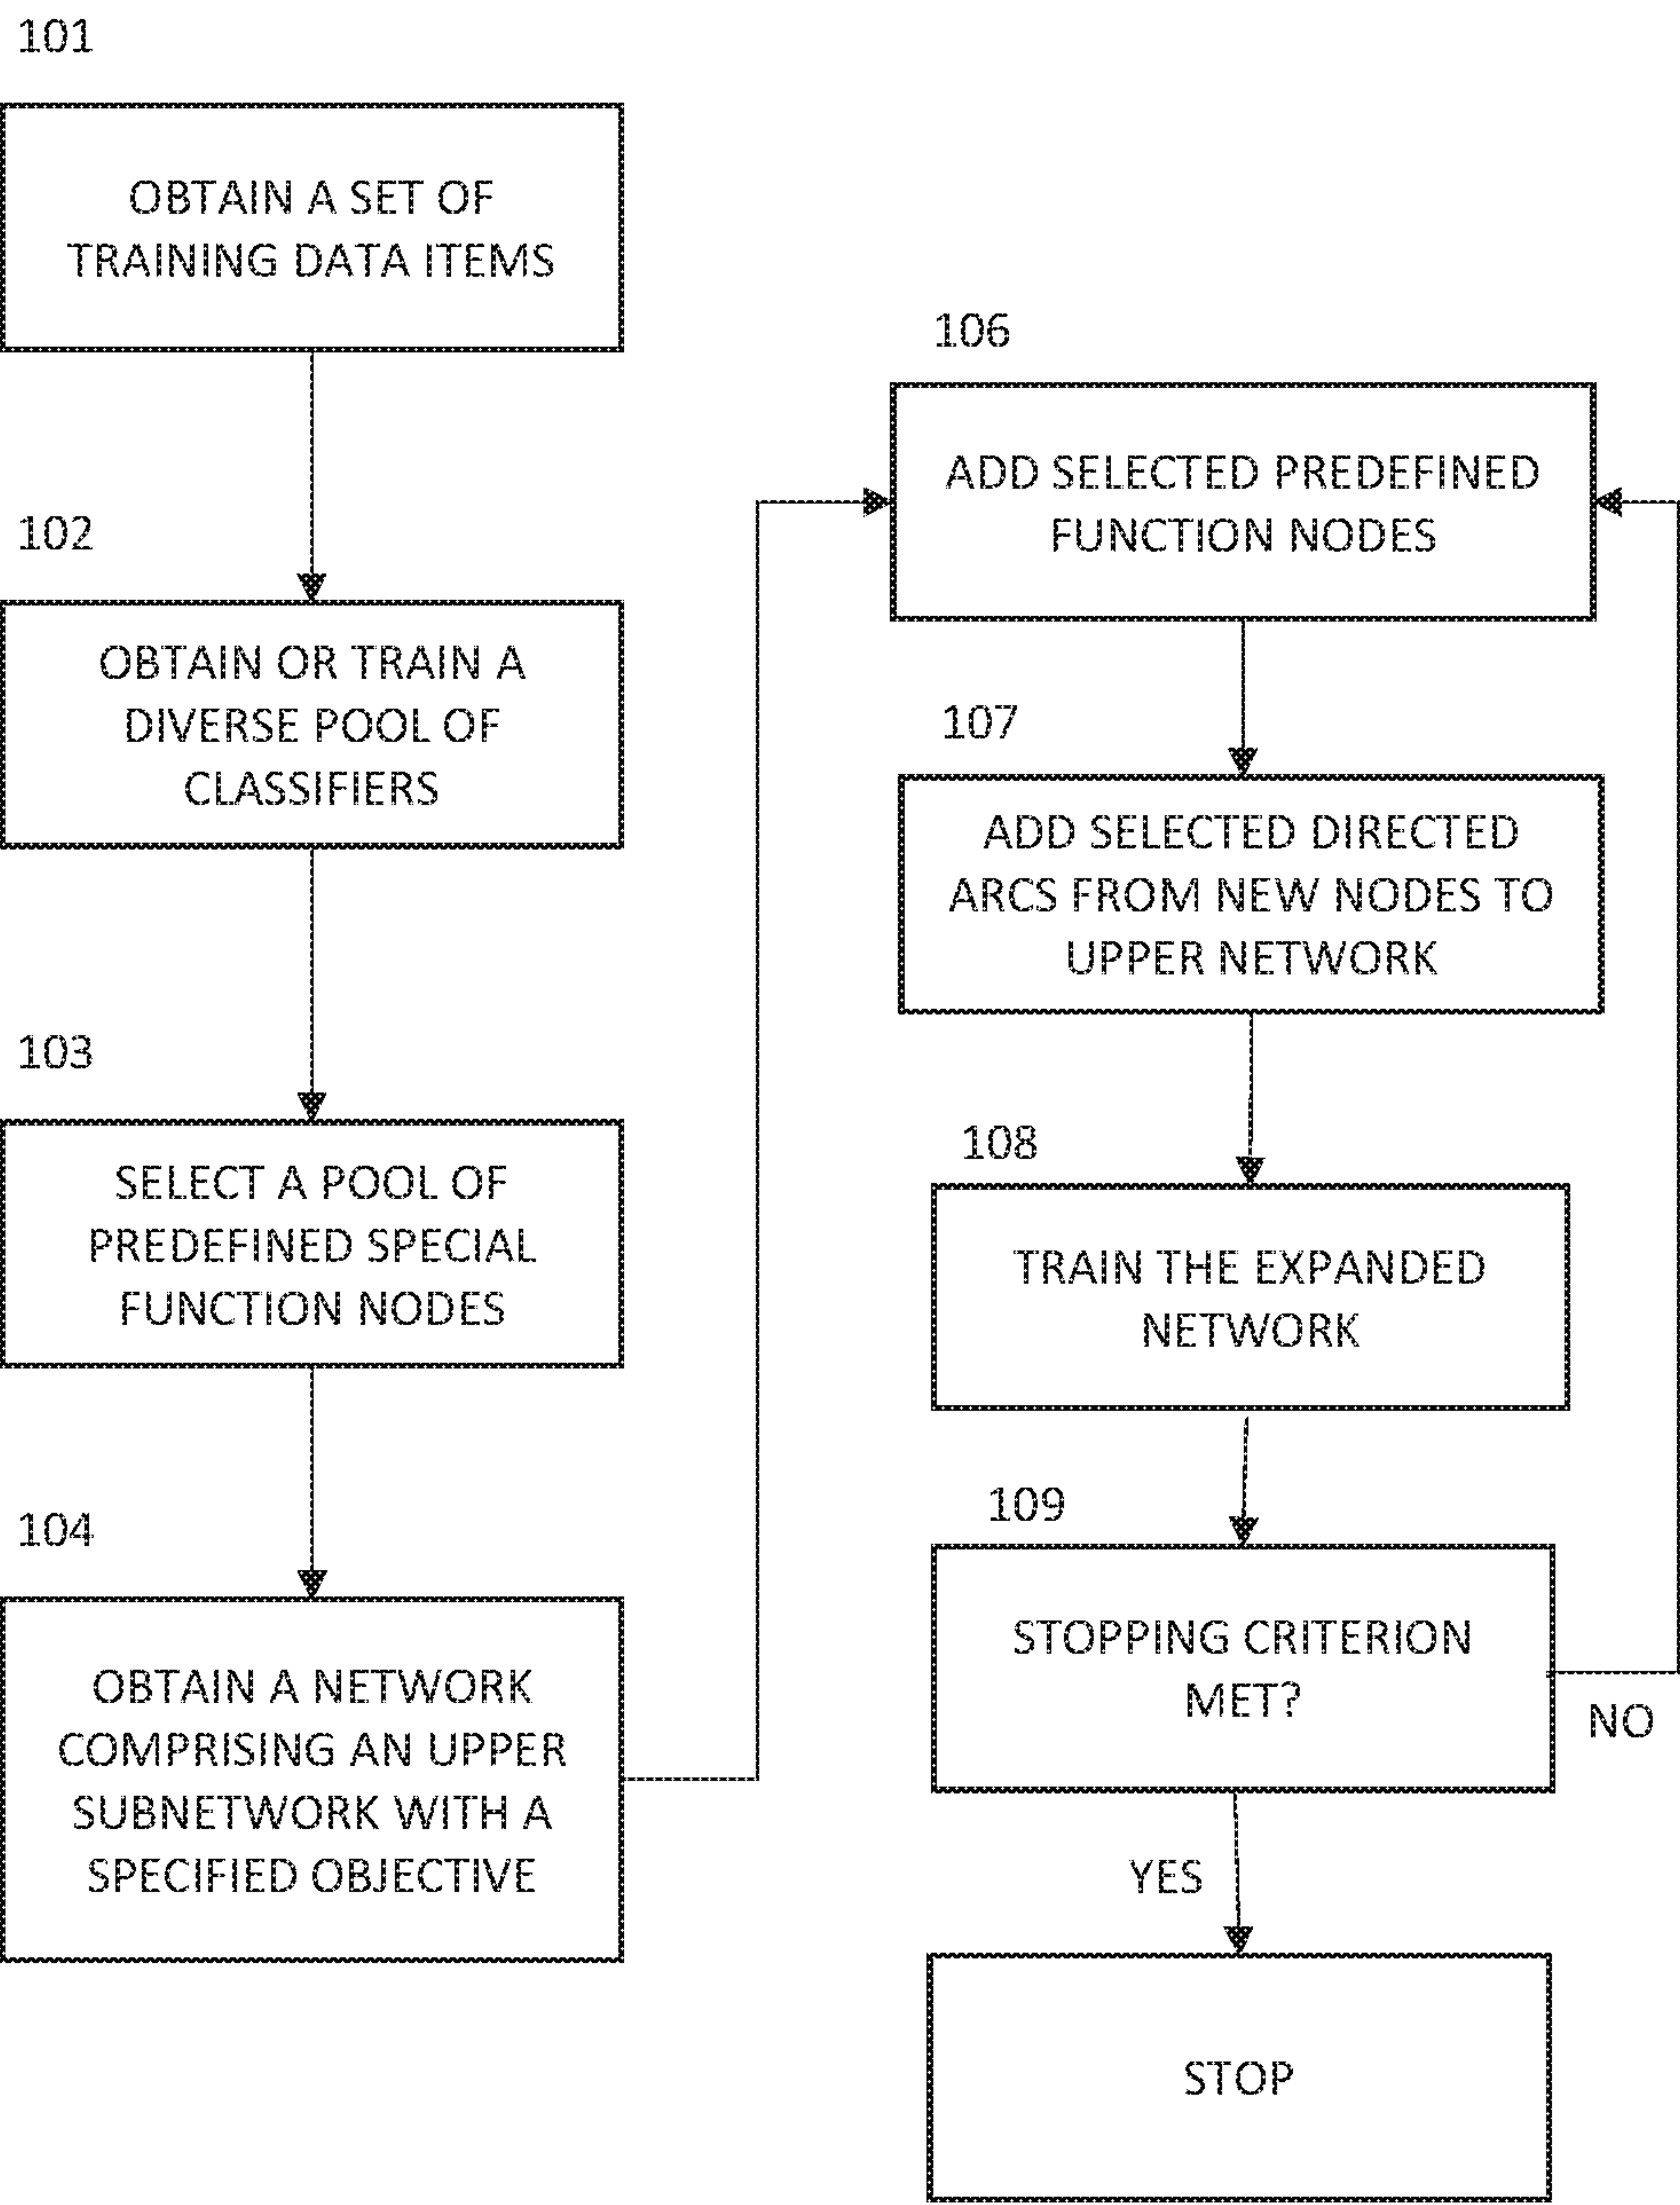 101
OBTAIN A SET OF
TRAINING DATA ITEMS
102
OBTAIN OR TRAIN A
DIVERSE POOL OF
CLASSIFIERS
103
SELECT A POOL OF
PREDEFINED SPECIAL
FUNCTION NODES
104
OBTAIN A NETWORK
COMPRISING AN UPPER
SUBNETWORK WITH A
SPECIFIED OBJECTIVE
106
ADD SELECTED PREDEFINED
FUNCTION NODES
107
ADD SELECTED DIRECTED
ARCS FROM NEW NODES TO
UPPER NETWORK
108
TRAIN THE EXPANDED
NETWORK
109
STOPPING CRITERION
MET?
NO
YES
STOP